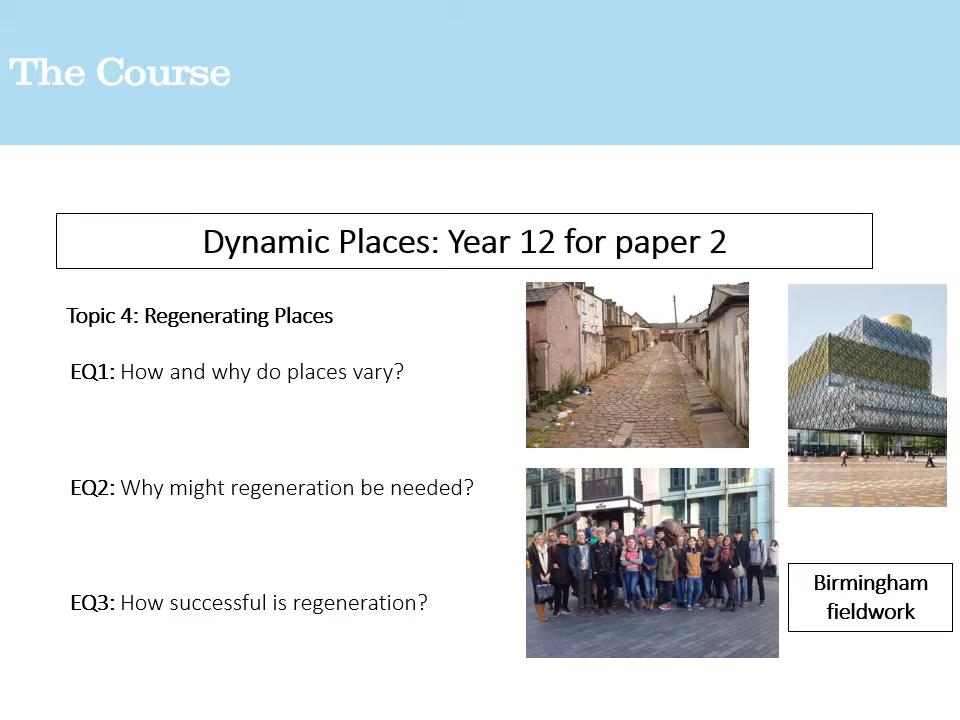 The Course
Dynamic Places: Year 12 for paper 2
Topic 4: Regenerating Places
EQ1: How and why do places vary?
EQ2: Why might regeneration be needed?
EQ3: How successful is regeneration?
Birmingham
fieldwork